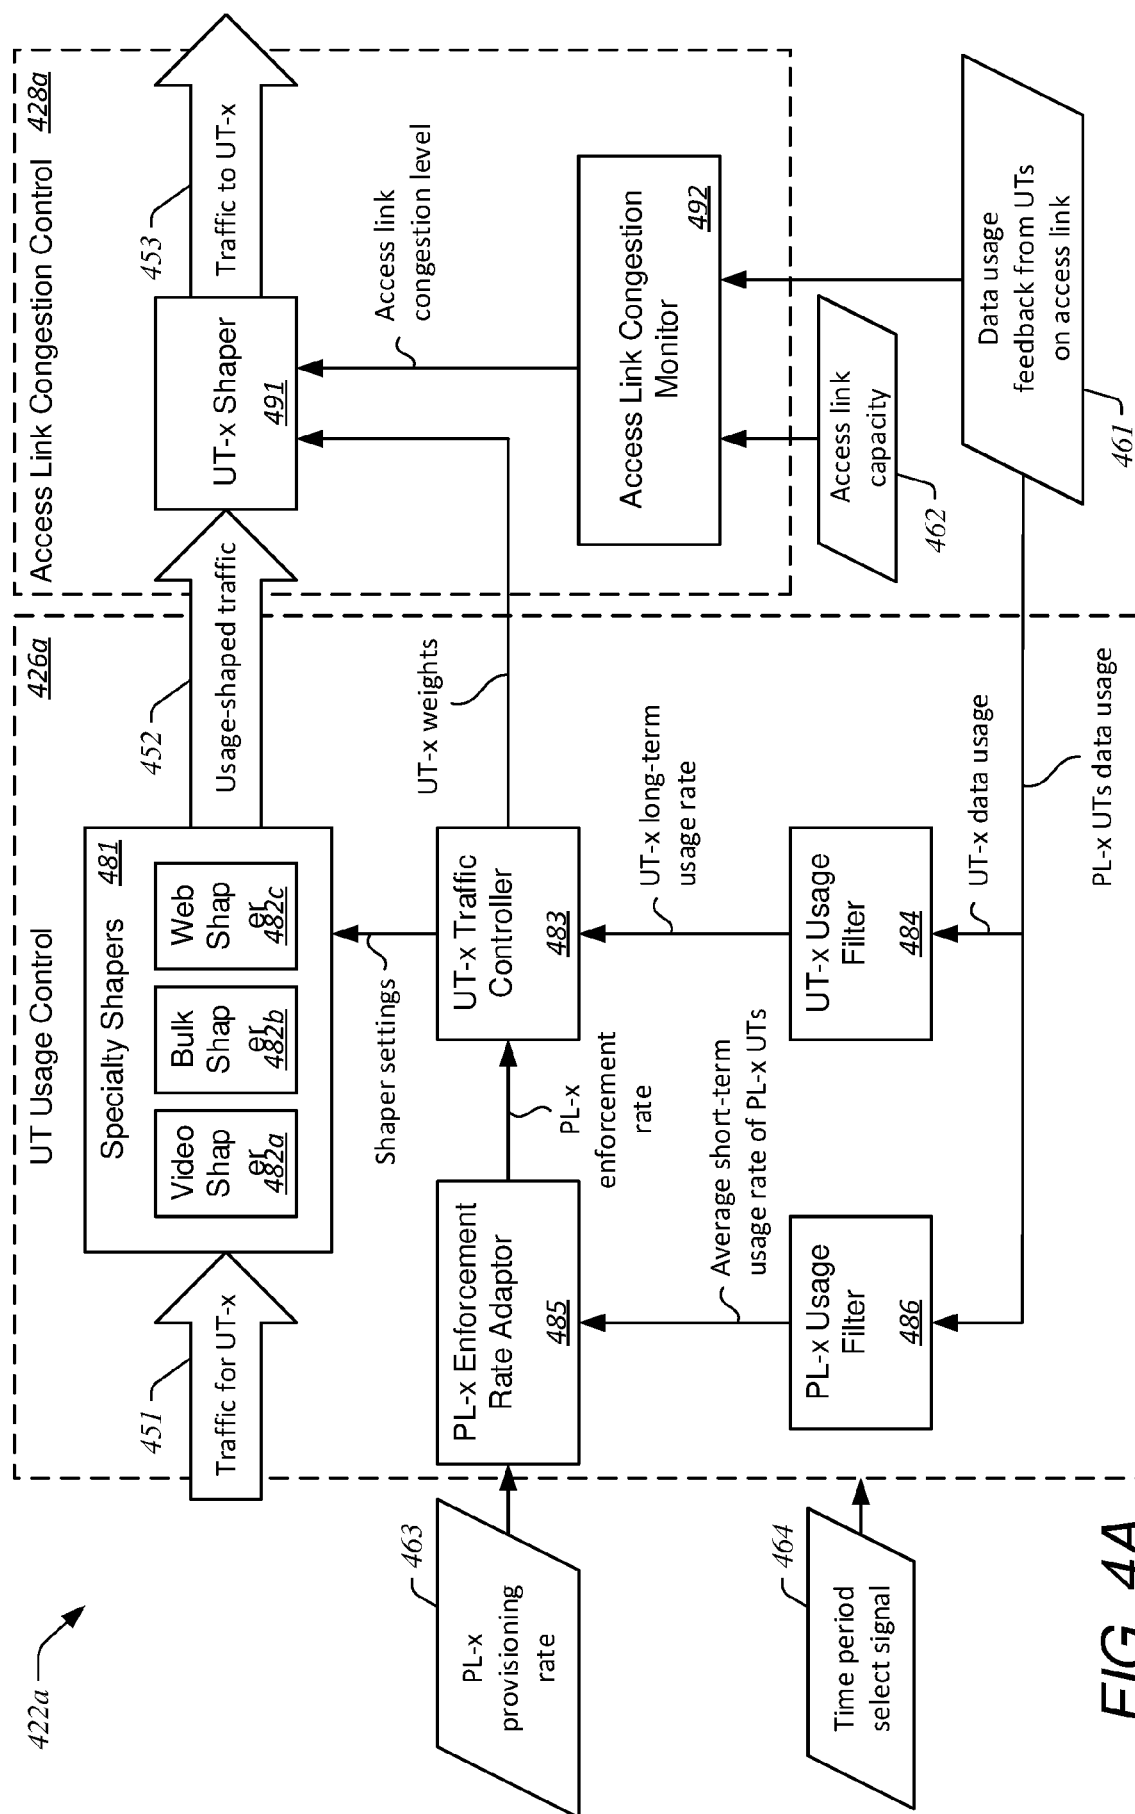 422a
UT Usage Control
426a
Access Link Congestion Control
428a
451
Traffic for UT-x
Specialty Shapers
481
Video
Shap
er
482a
Bulk
Shap
er
482b
Web
Shap
er
482c
452
Usage-shaped traffic
UT-x Shaper
491
453
Traffic to UT-x
463
PL-x
provisioning
rate
PL-x Enforcement
Rate Adaptor
485
PL-x
enforcement
rate
Shaper settings
UT-x Traffic
Controller
483
UT-x weights
Access link
congestion level
Average short-term
usage rate of PL-x UTs
UT-x long-term
usage rate
Access Link Congestion
Monitor
492
464
Time period
select signal
PL-x Usage
Filter
486
UT-x Usage
Filter
484
Access link
capacity
462
UT-x data usage
PL-x UTs data usage
Data usage
feedback from UTs
on access link
461
FIG. 4A